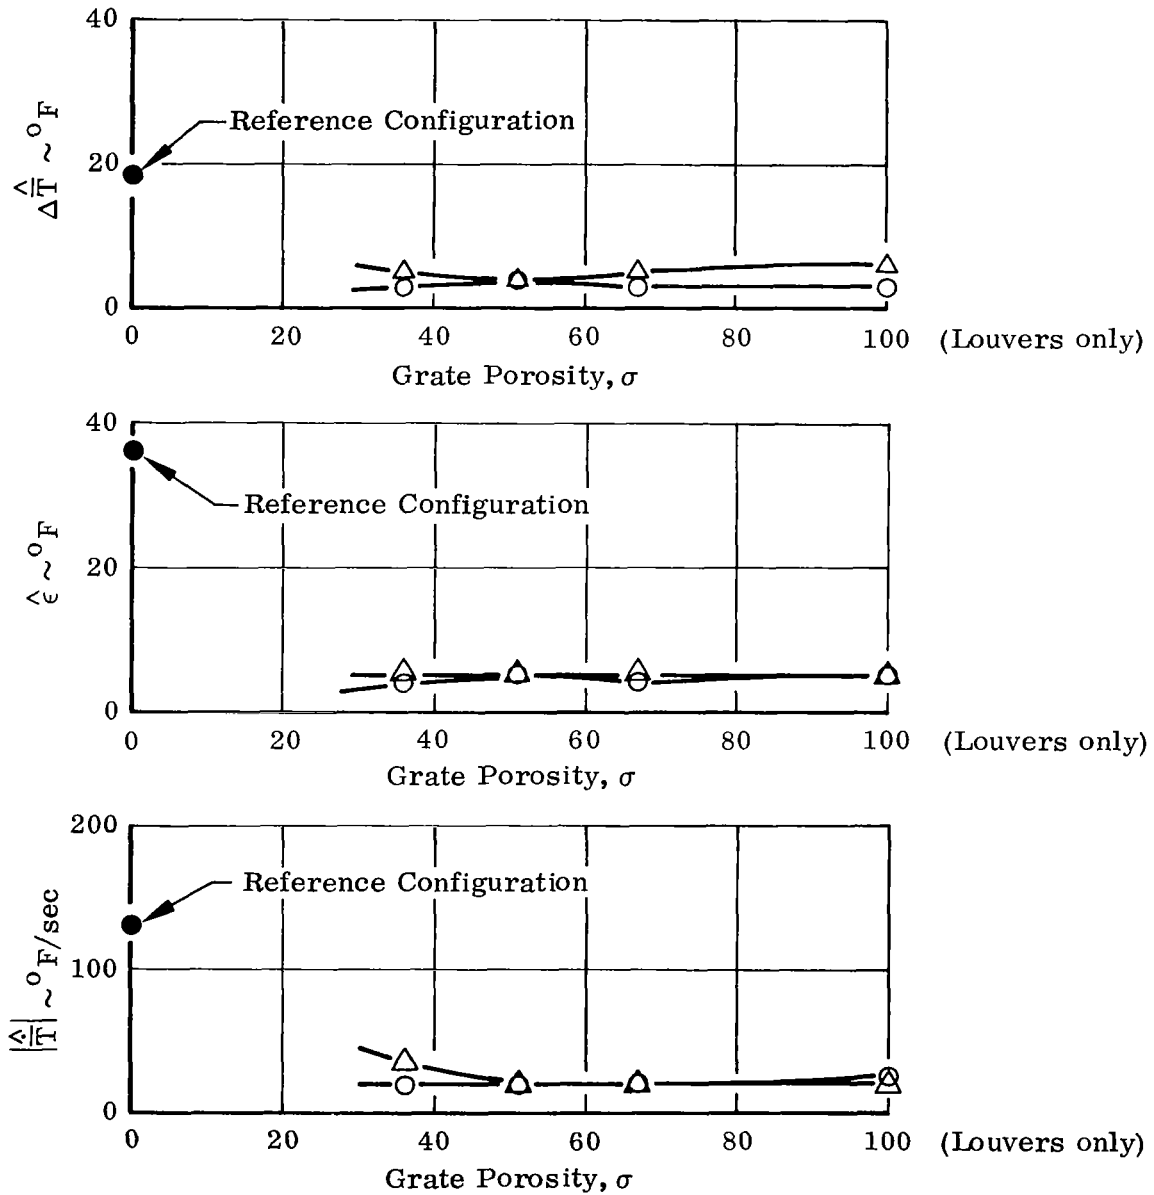 40
20
0
Δ T̂̅ ~ °F
Reference Configuration
0 20 40 60 80 100 (Louvers only)
Grate Porosity, σ
40
20
0
ε̂ ~ °F
Reference Configuration
0 20 40 60 80 100 (Louvers only)
Grate Porosity, σ
200
100
0
|Ṫ̅̂| ~ °F/sec
Reference Configuration
0 20 40 60 80 100 (Louvers only)
Grate Porosity, σ